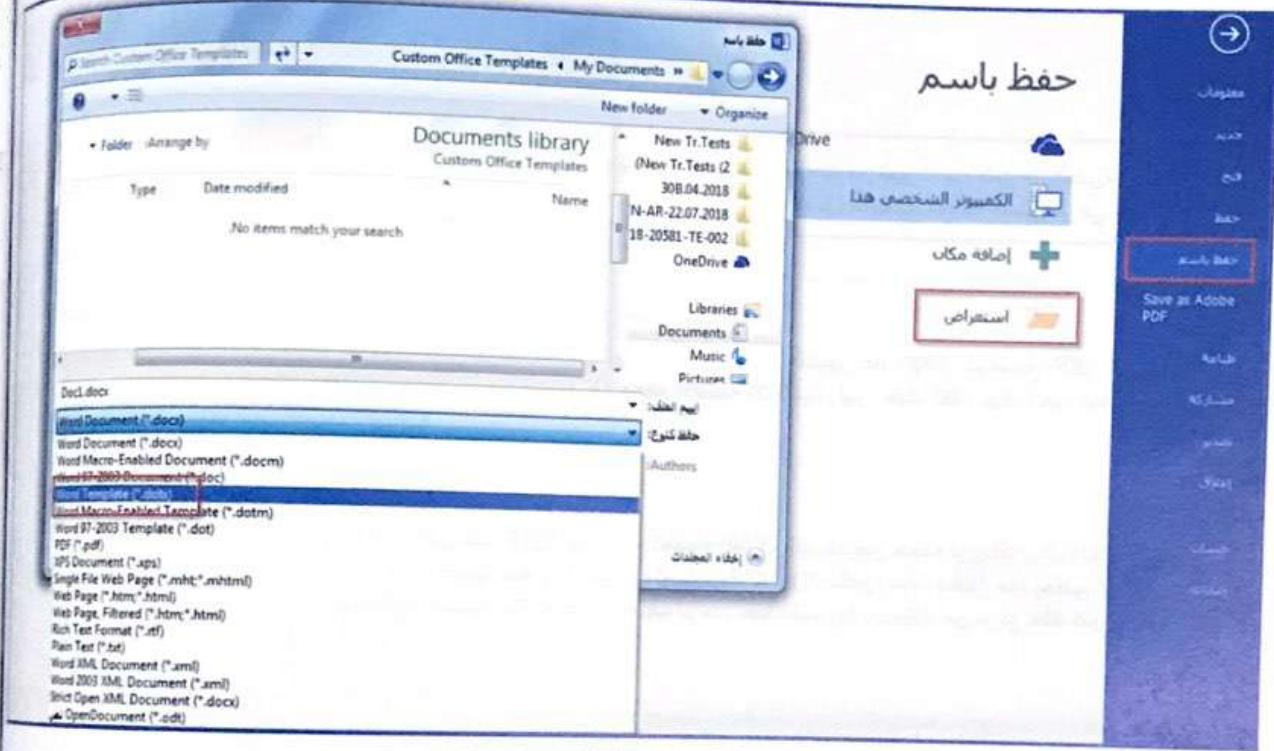 حفظ باسم
Search Custom Office Templates
Custom Office Templates
My Documents
New folder
Organize
Folder
Arrange by
Documents library
Custom Office Templates
Type
Date modified
Name
No items match your search.
New Tr.Tests
(New Tr.Tests (2
30B.04.2018
N-AR-22.07.2018
18-20581-TE-002
OneDrive
Libraries
Documents
Music
Pictures
Doc1.docx
اسم الملف:
Word Document (*.docx)
حفظ كنوع:
Authors:
Word Document (*.docx)
Word Macro-Enabled Document (*.docm)
Word 97-2003 Document (*.doc)
Word Template (*.dotx)
Word Macro-Enabled Template (*.dotm)
Word 97-2003 Template (*.dot)
PDF (*.pdf)
XPS Document (*.xps)
Single File Web Page (*.mht;*.mhtml)
Web Page (*.htm;*.html)
Web Page, Filtered (*.htm;*.html)
Rich Text Format (*.rtf)
Plain Text (*.txt)
Word XML Document (*.xml)
Word 2003 XML Document (*.xml)
Strict Open XML Document (*.docx)
نص OpenDocument (*.odt)
إخفاء المجلدات
حفظ باسم
Drive
الكمبيوتر الشخصي هذا
إضافة مكان
استعراض
معلومات
جديد
فتح
حفظ
حفظ باسم
Save as Adobe
PDF
طباعة
مشاركة
تصدير
إغلاق
حساب